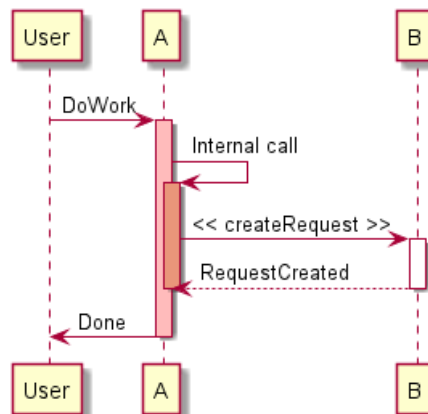 User A B
DoWork
Internal call
<< createRequest >>
RequestCreated
Done
User A B